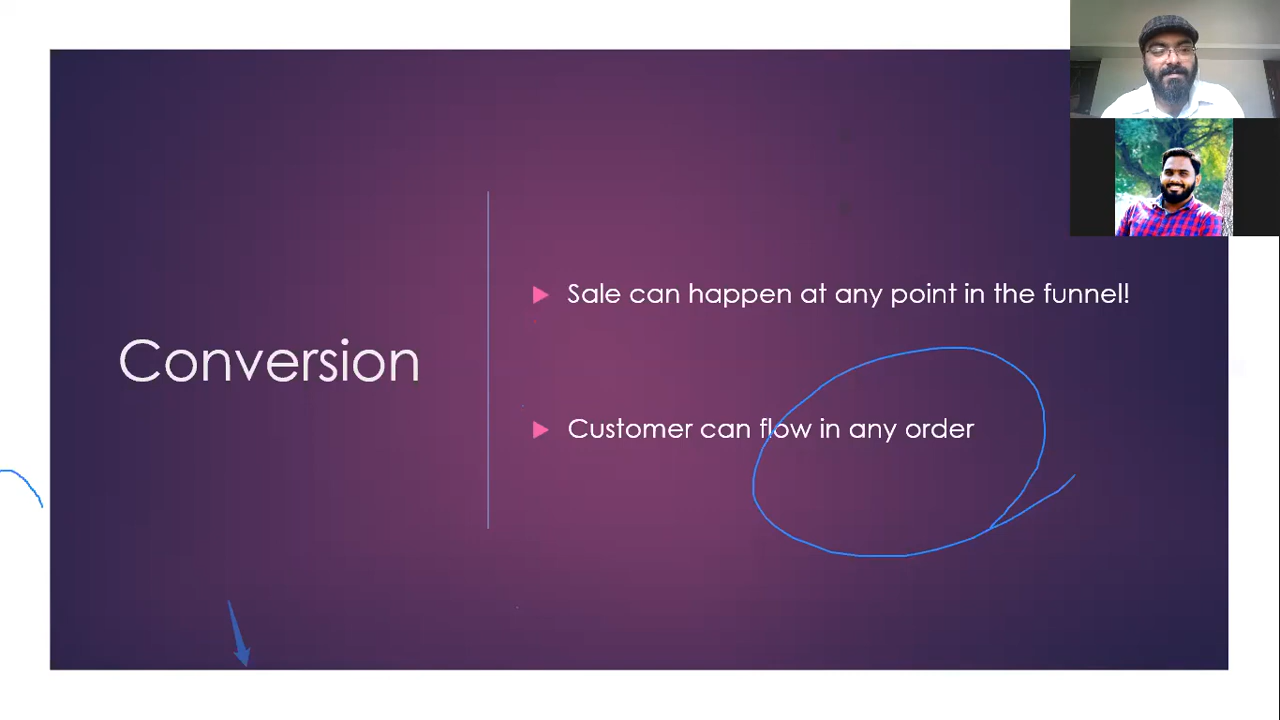 Conversion
Sale can happen at any point in the funnel!
Customer can flow in any order